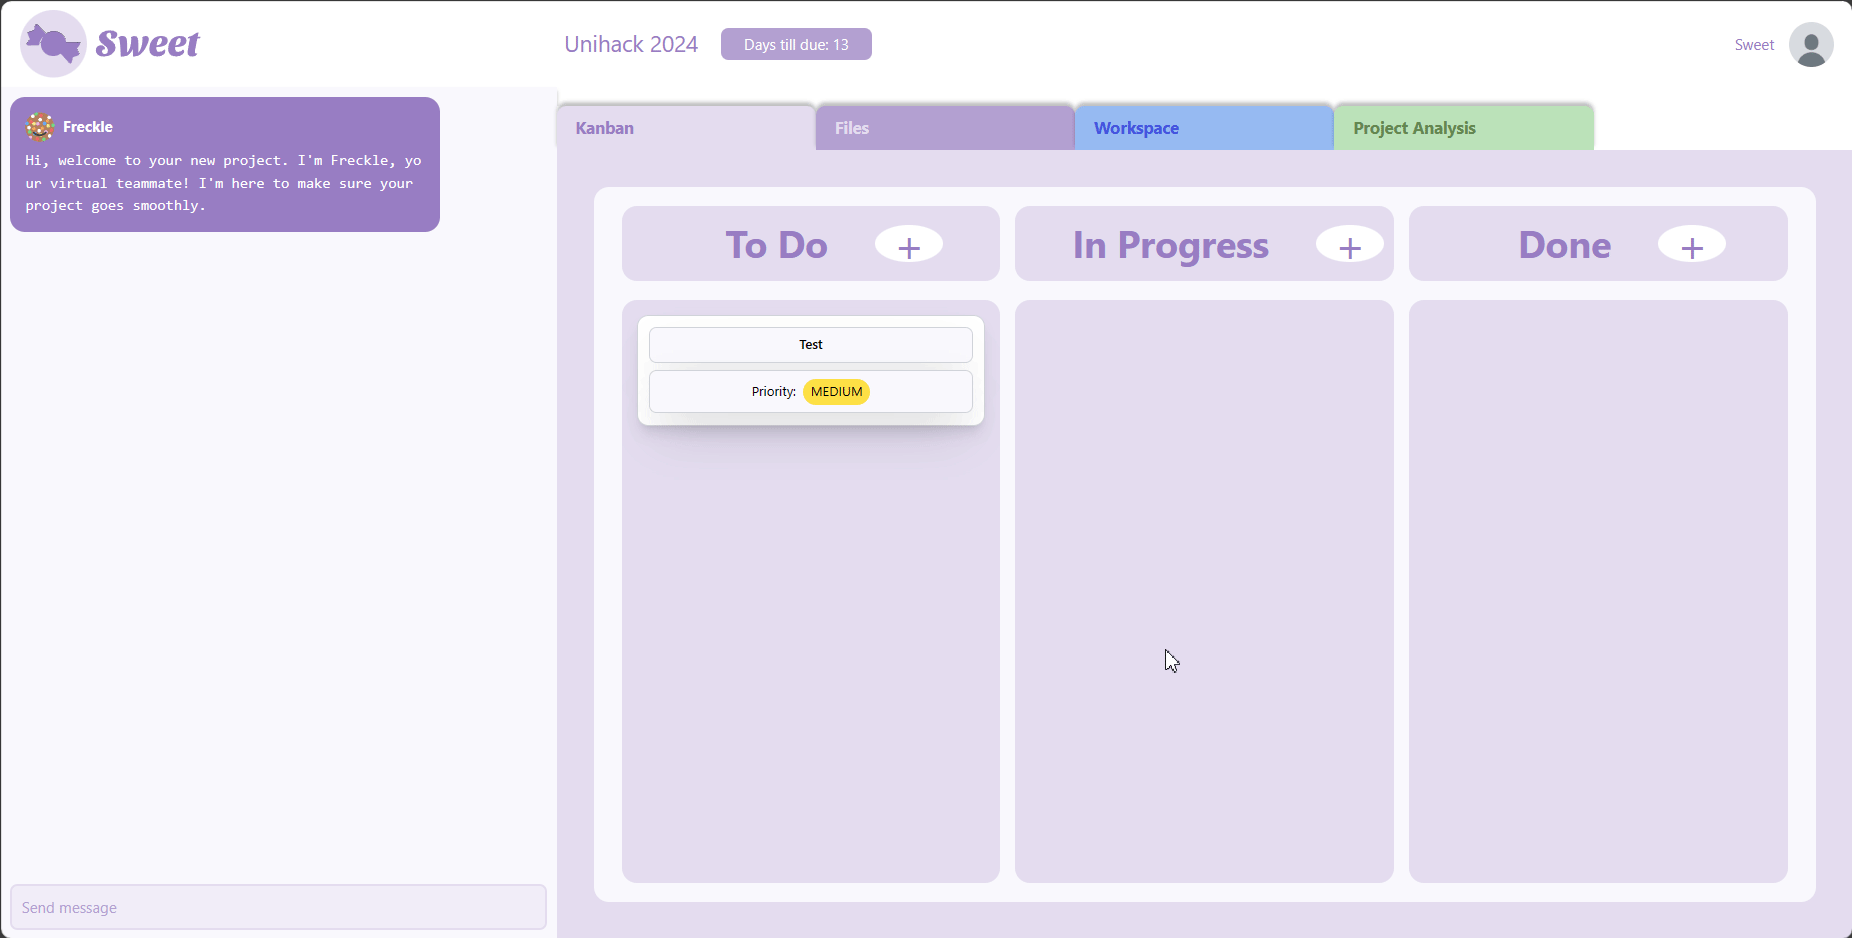 Sweet
Unihack 2024
Days till due: 13
Sweet
Freckle
Hi, welcome to your new project. I'm Freckle, yo
ur virtual teammate! I'm here to make sure your
project goes smoothly.
Send message
Kanban
Files
Workspace
Project Analysis
To Do +
In Progress +
Done +
Test
Priority: MEDIUM